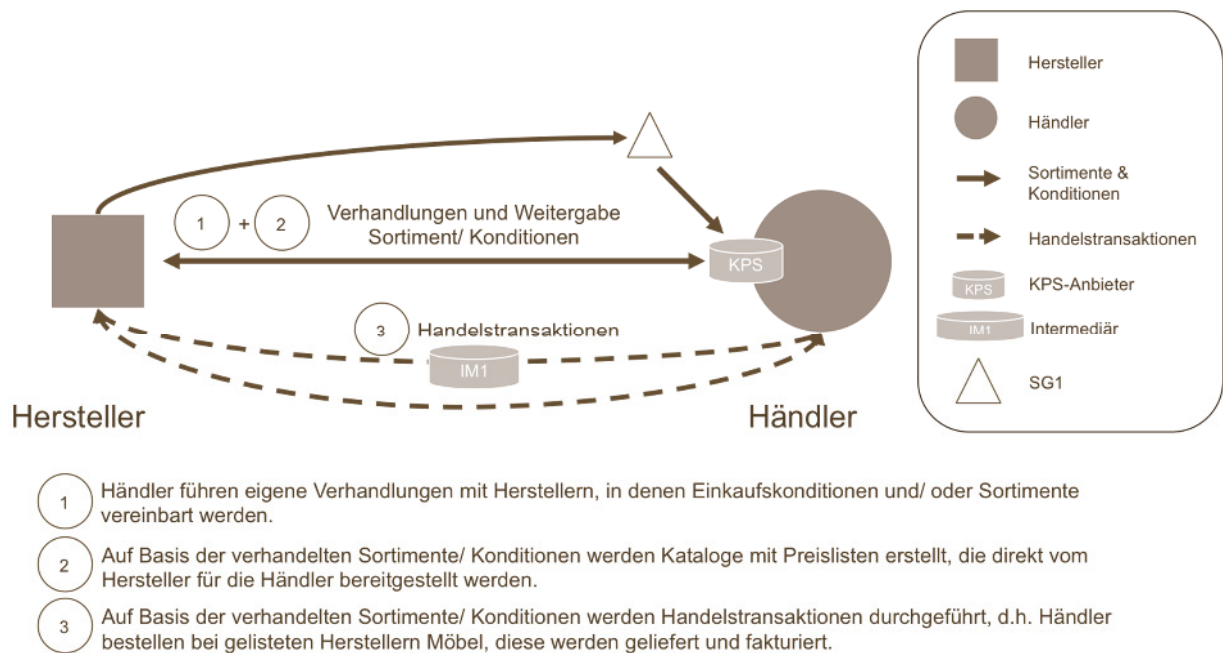 Hersteller
Händler
Sortimente &
Konditionen
Handelstransaktionen
KPS
KPS-Anbieter
IM1
Intermediär
SG1
SG1
1 + 2
Verhandlungen und Weitergabe
Sortiment/ Konditionen
KPS
3 Handelstransaktionen
IM1
Hersteller
Händler
1 Händler führen eigene Verhandlungen mit Herstellern, in denen Einkaufskonditionen und/ oder Sortimente
vereinbart werden.
2 Auf Basis der verhandelten Sortimente/ Konditionen werden Kataloge mit Preislisten erstellt, die direkt vom
Hersteller für die Händler bereitgestellt werden.
3 Auf Basis der verhandelten Sortimente/ Konditionen werden Handelstransaktionen durchgeführt, d.h. Händler
bestellen bei gelisteten Herstellern Möbel, diese werden geliefert und fakturiert.